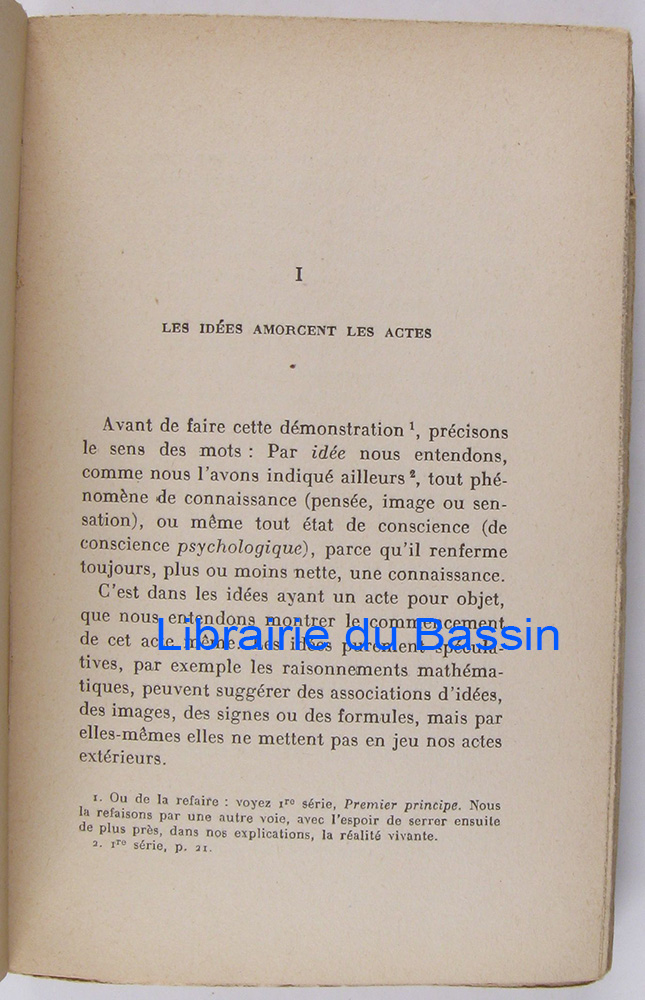 I
LES IDÉES AMORCENT LES ACTES
Avant de faire cette démonstration ¹, précisons
le sens des mots : Par idée nous entendons,
comme nous l'avons indiqué ailleurs ², tout phé-
nomène de connaissance (pensée, image ou sen-
sation), ou même tout état de conscience (de
conscience psychologique), parce qu'il renferme
toujours, plus ou moins nette, une connaissance.
C'est dans les idées ayant un acte pour objet,
que nous entendons montrer le commencement
de cet acte même. Les idées purement spécula-
tives, par exemple les raisonnements mathéma-
tiques, peuvent suggérer des associations d'idées,
des images, des signes ou des formules, mais par
elles-mêmes elles ne mettent pas en jeu nos actes
extérieurs.
1. Ou de la refaire : voyez 1re série, Premier principe. Nous
la refaisons par une autre voie, avec l'espoir de serrer ensuite
de plus près, dans nos explications, la réalité vivante.
2. 1re série, p. 21.
Librairie du Bassin